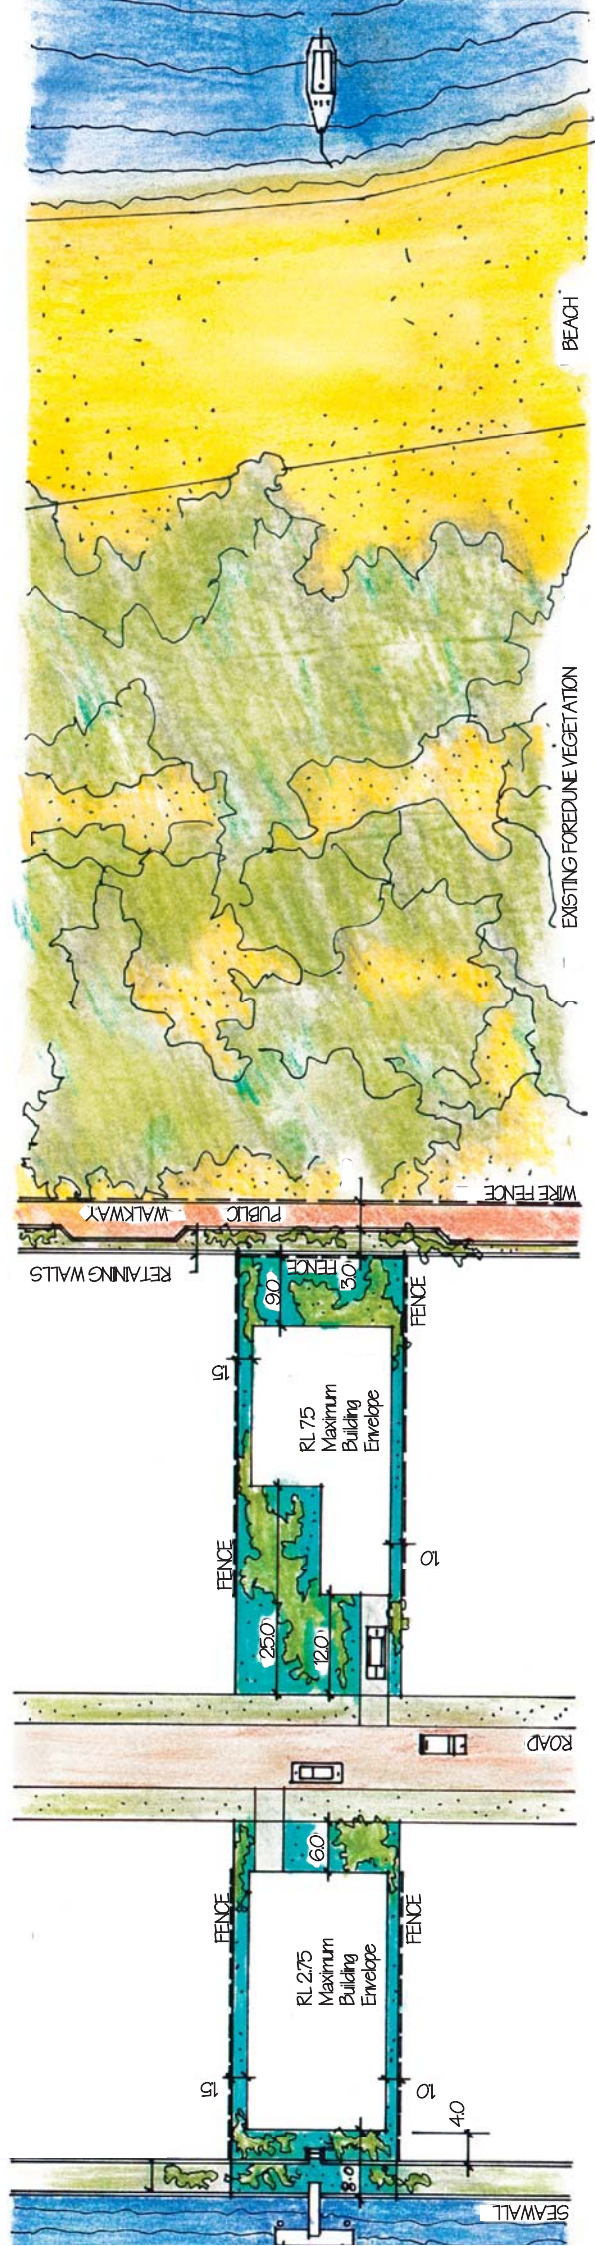 BEACH
EXISTING FOREDUNE VEGETATION
WIRE FENCE
PUBLIC
WALKWAY
RETAINING WALLS
FENCE
3.0
9.0
FENCE
1.5
RL 7.5
Maximum
Building
Envelope
FENCE
1.0
25.0
12.0
ROAD
6.0
FENCE
FENCE
RL 2.75
Maximum
Building
Envelope
1.5
1.0
4.0
8.0
SEAWALL